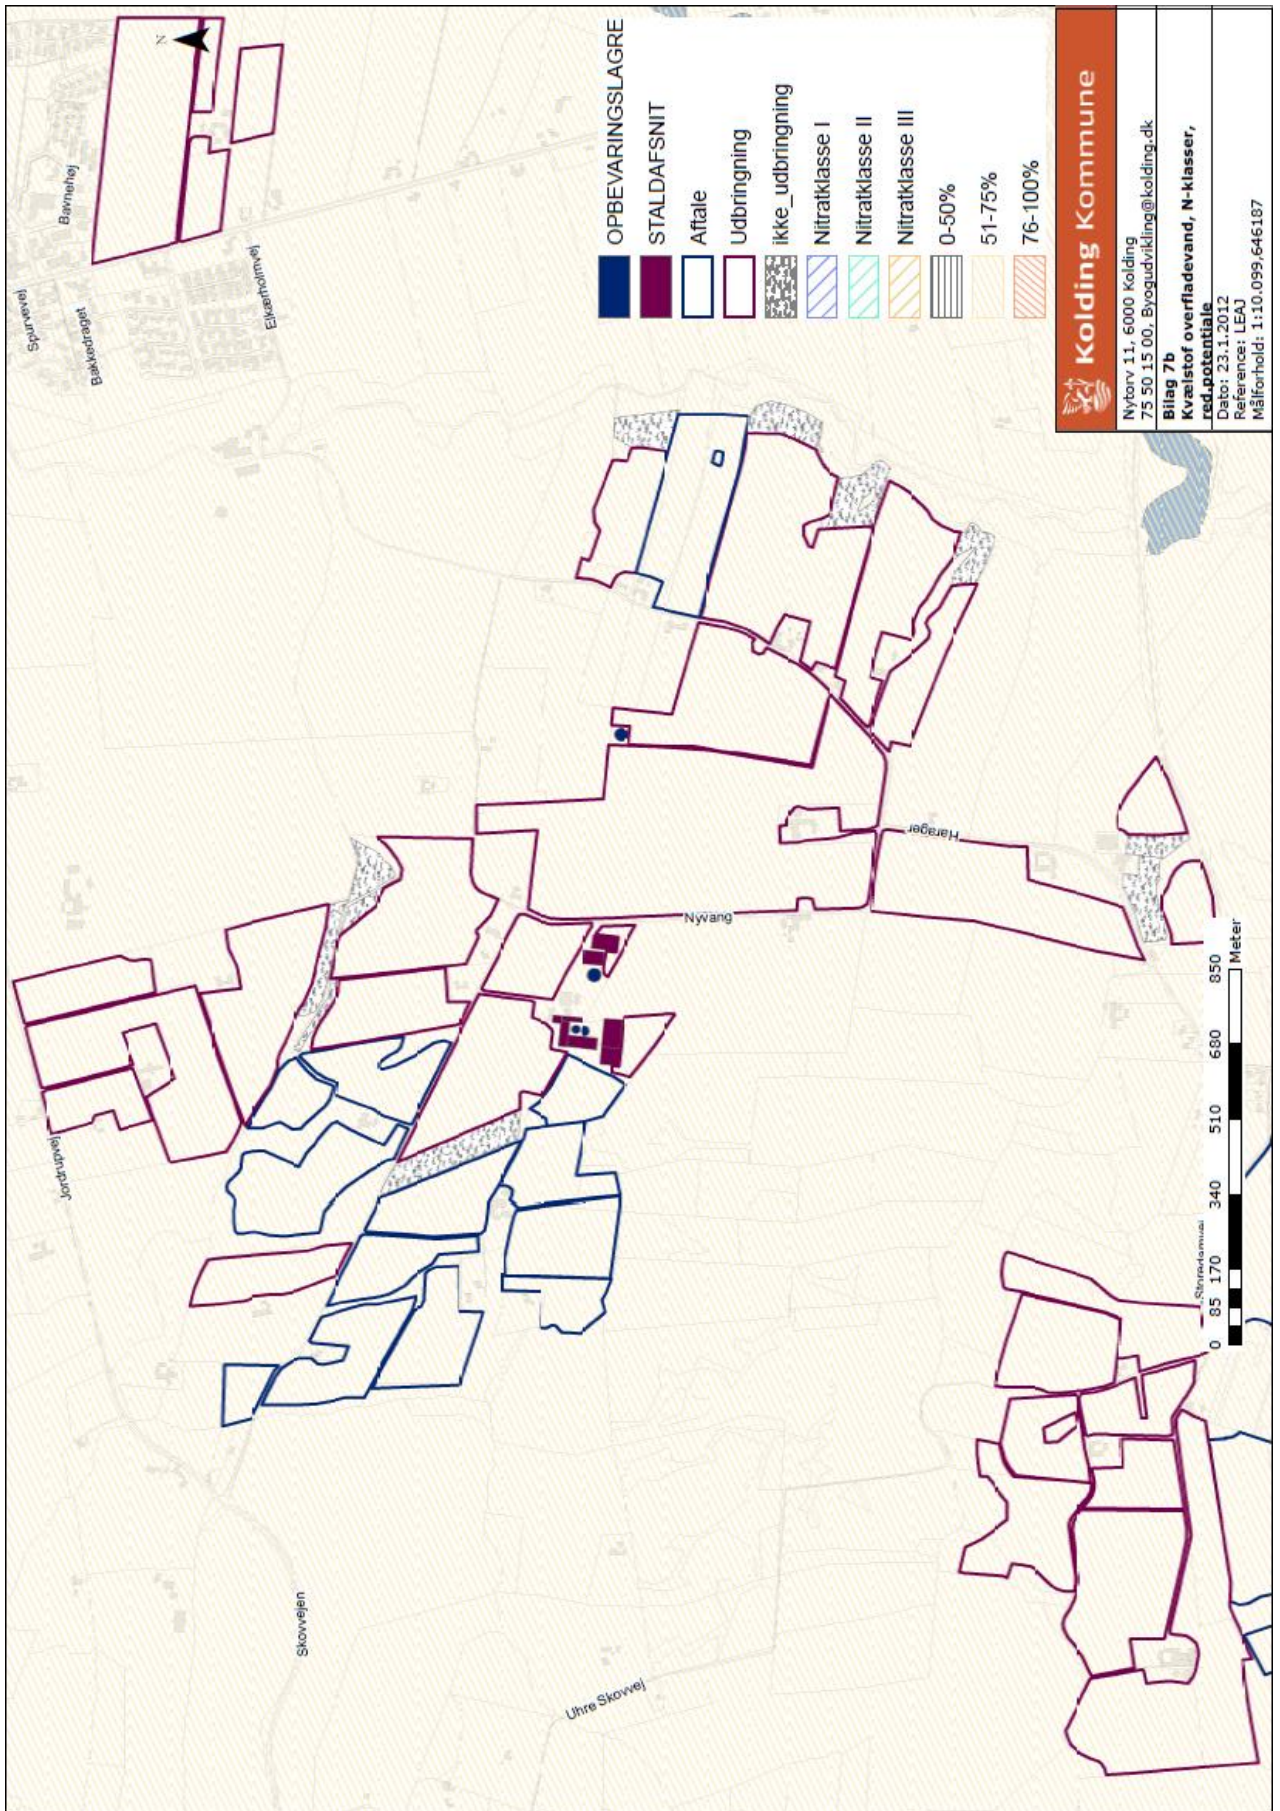 Spurvevej
Bavnehøj
Bakkedraget
Elkærholmvej
N
Jordrupvej
Skovvejen
Uhre Skovvej
Nyvang
Harager
OPBEVARINGSLAGRE
STALDAFSNIT
Aftale
Udbringning
ikke_udbringning
Nitratklasse I
Nitratklasse II
Nitratklasse III
0-50%
51-75%
76-100%
0 85 170 340 510 680 850
Meter
Kolding Kommune
Nytorv 11, 6000 Kolding
75 50 15 00, Byogudvikling@kolding.dk
Bilag 7b
Kvælstof overfladevand, N-klasser,
red.potentiale
Dato: 23.1.2012
Reference: LEAJ
Målforhold: 1:10.099,646187